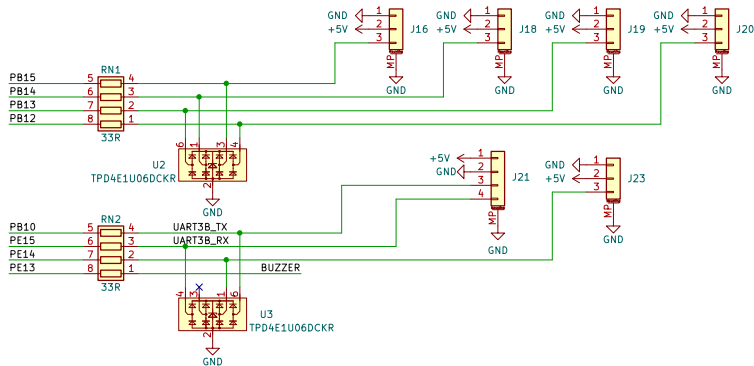 GND 1 GND 1 GND 1 GND 1
+5V 2 J16 +5V 2 J18 +5V 2 J19 +5V 2 J20
3 3 3 3
MP MP MP MP
GND GND GND GND
RN1
PB15 5 4
PB14 6 3
PB13 7 2
PB12 8 1
33R
6 1 3 4
U2
TPD4E1U06DCKR
2
GND
+5V 1
GND 2 J21
3
4
MP
GND
GND 1
+5V 2 J23
3
MP
GND
RN2
PB10 5 4 UART3B_TX
PE15 6 3 UART3B_RX
PE14 7 2
PE13 8 1 BUZZER
33R
4 3 1 6
U3
TPD4E1U06DCKR
2
GND